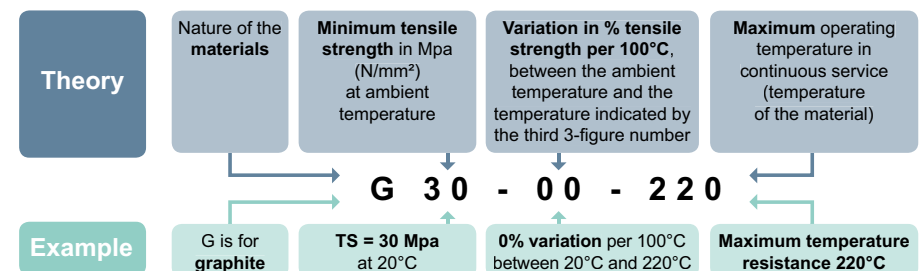 Theory
Nature of the
materials
Minimum tensile
strength in Mpa
(N/mm²)
at ambient
temperature
Variation in % tensile
strength per 100°C,
between the ambient
temperature and the
temperature indicated by
the third 3-figure number
Maximum operating
temperature in
continuous service
(temperature
of the material)
G 30 - 00 - 220
Example
G is for
graphite
TS = 30 Mpa
at 20°C
0% variation per 100°C
between 20°C and 220°C
Maximum temperature
resistance 220°C